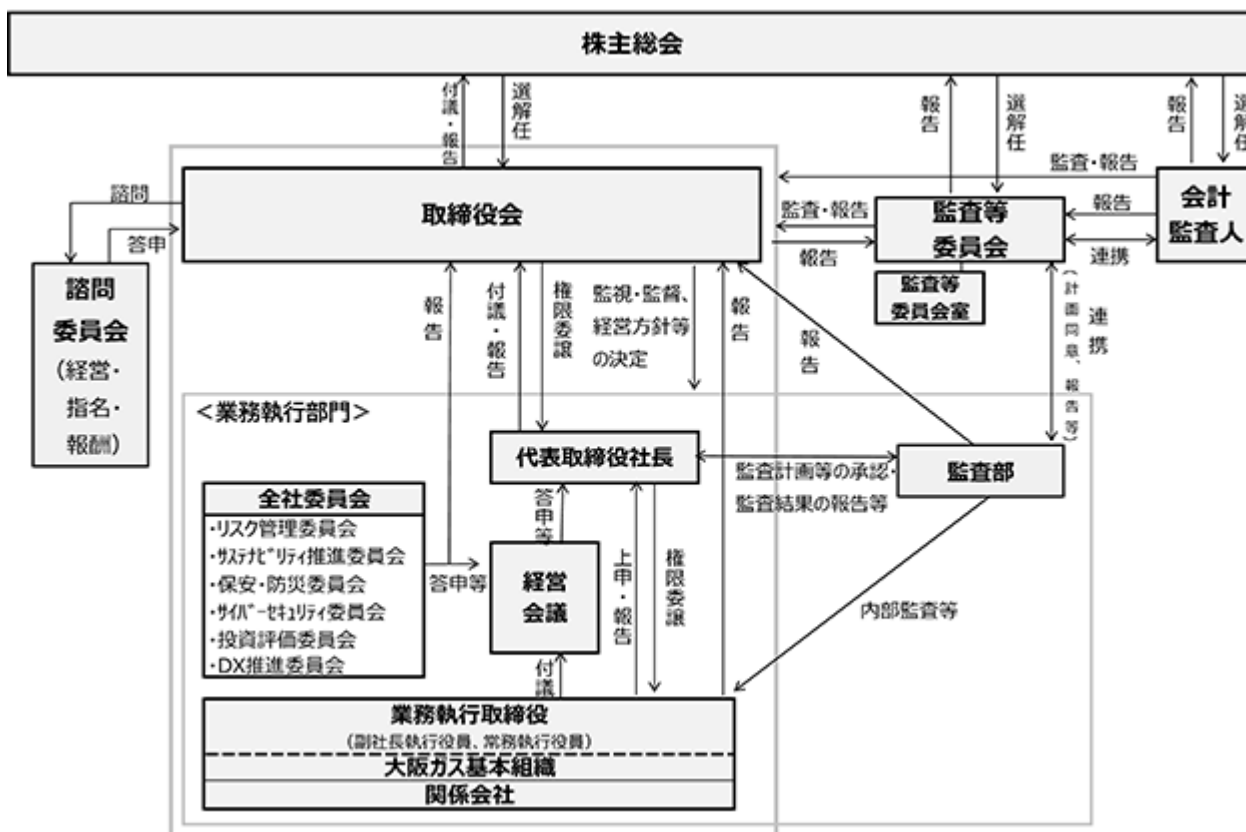 株主総会
付議・報告
選解任
報告
選解任
報告
選解任
監査・報告
諮問
答申
取締役会
監査・報告
報告
監査等
委員会
報告
連携
会計
監査人
監査等
委員会室
諮問
委員会
（経営・
指名・
報酬）
報告
付議・報告
権限委譲
監視・監督、
経営方針等
の決定
報告
報告
連携
（計画同意、報告等）
＜業務執行部門＞
代表取締役社長
監査計画等の承認・
監査結果の報告等
監査部
全社委員会
・リスク管理委員会
・ｻｽﾃﾅﾋﾞﾘﾃｨ推進委員会
・保安・防災委員会
・ｻｲﾊﾞｰｾｷｭﾘﾃｨ委員会
・投資評価委員会
・DX推進委員会
答申等
答申等
経営
会議
付議
上申・報告
権限委譲
内部監査等
業務執行取締役
（副社長執行役員、常務執行役員）
大阪ガス基本組織
関係会社